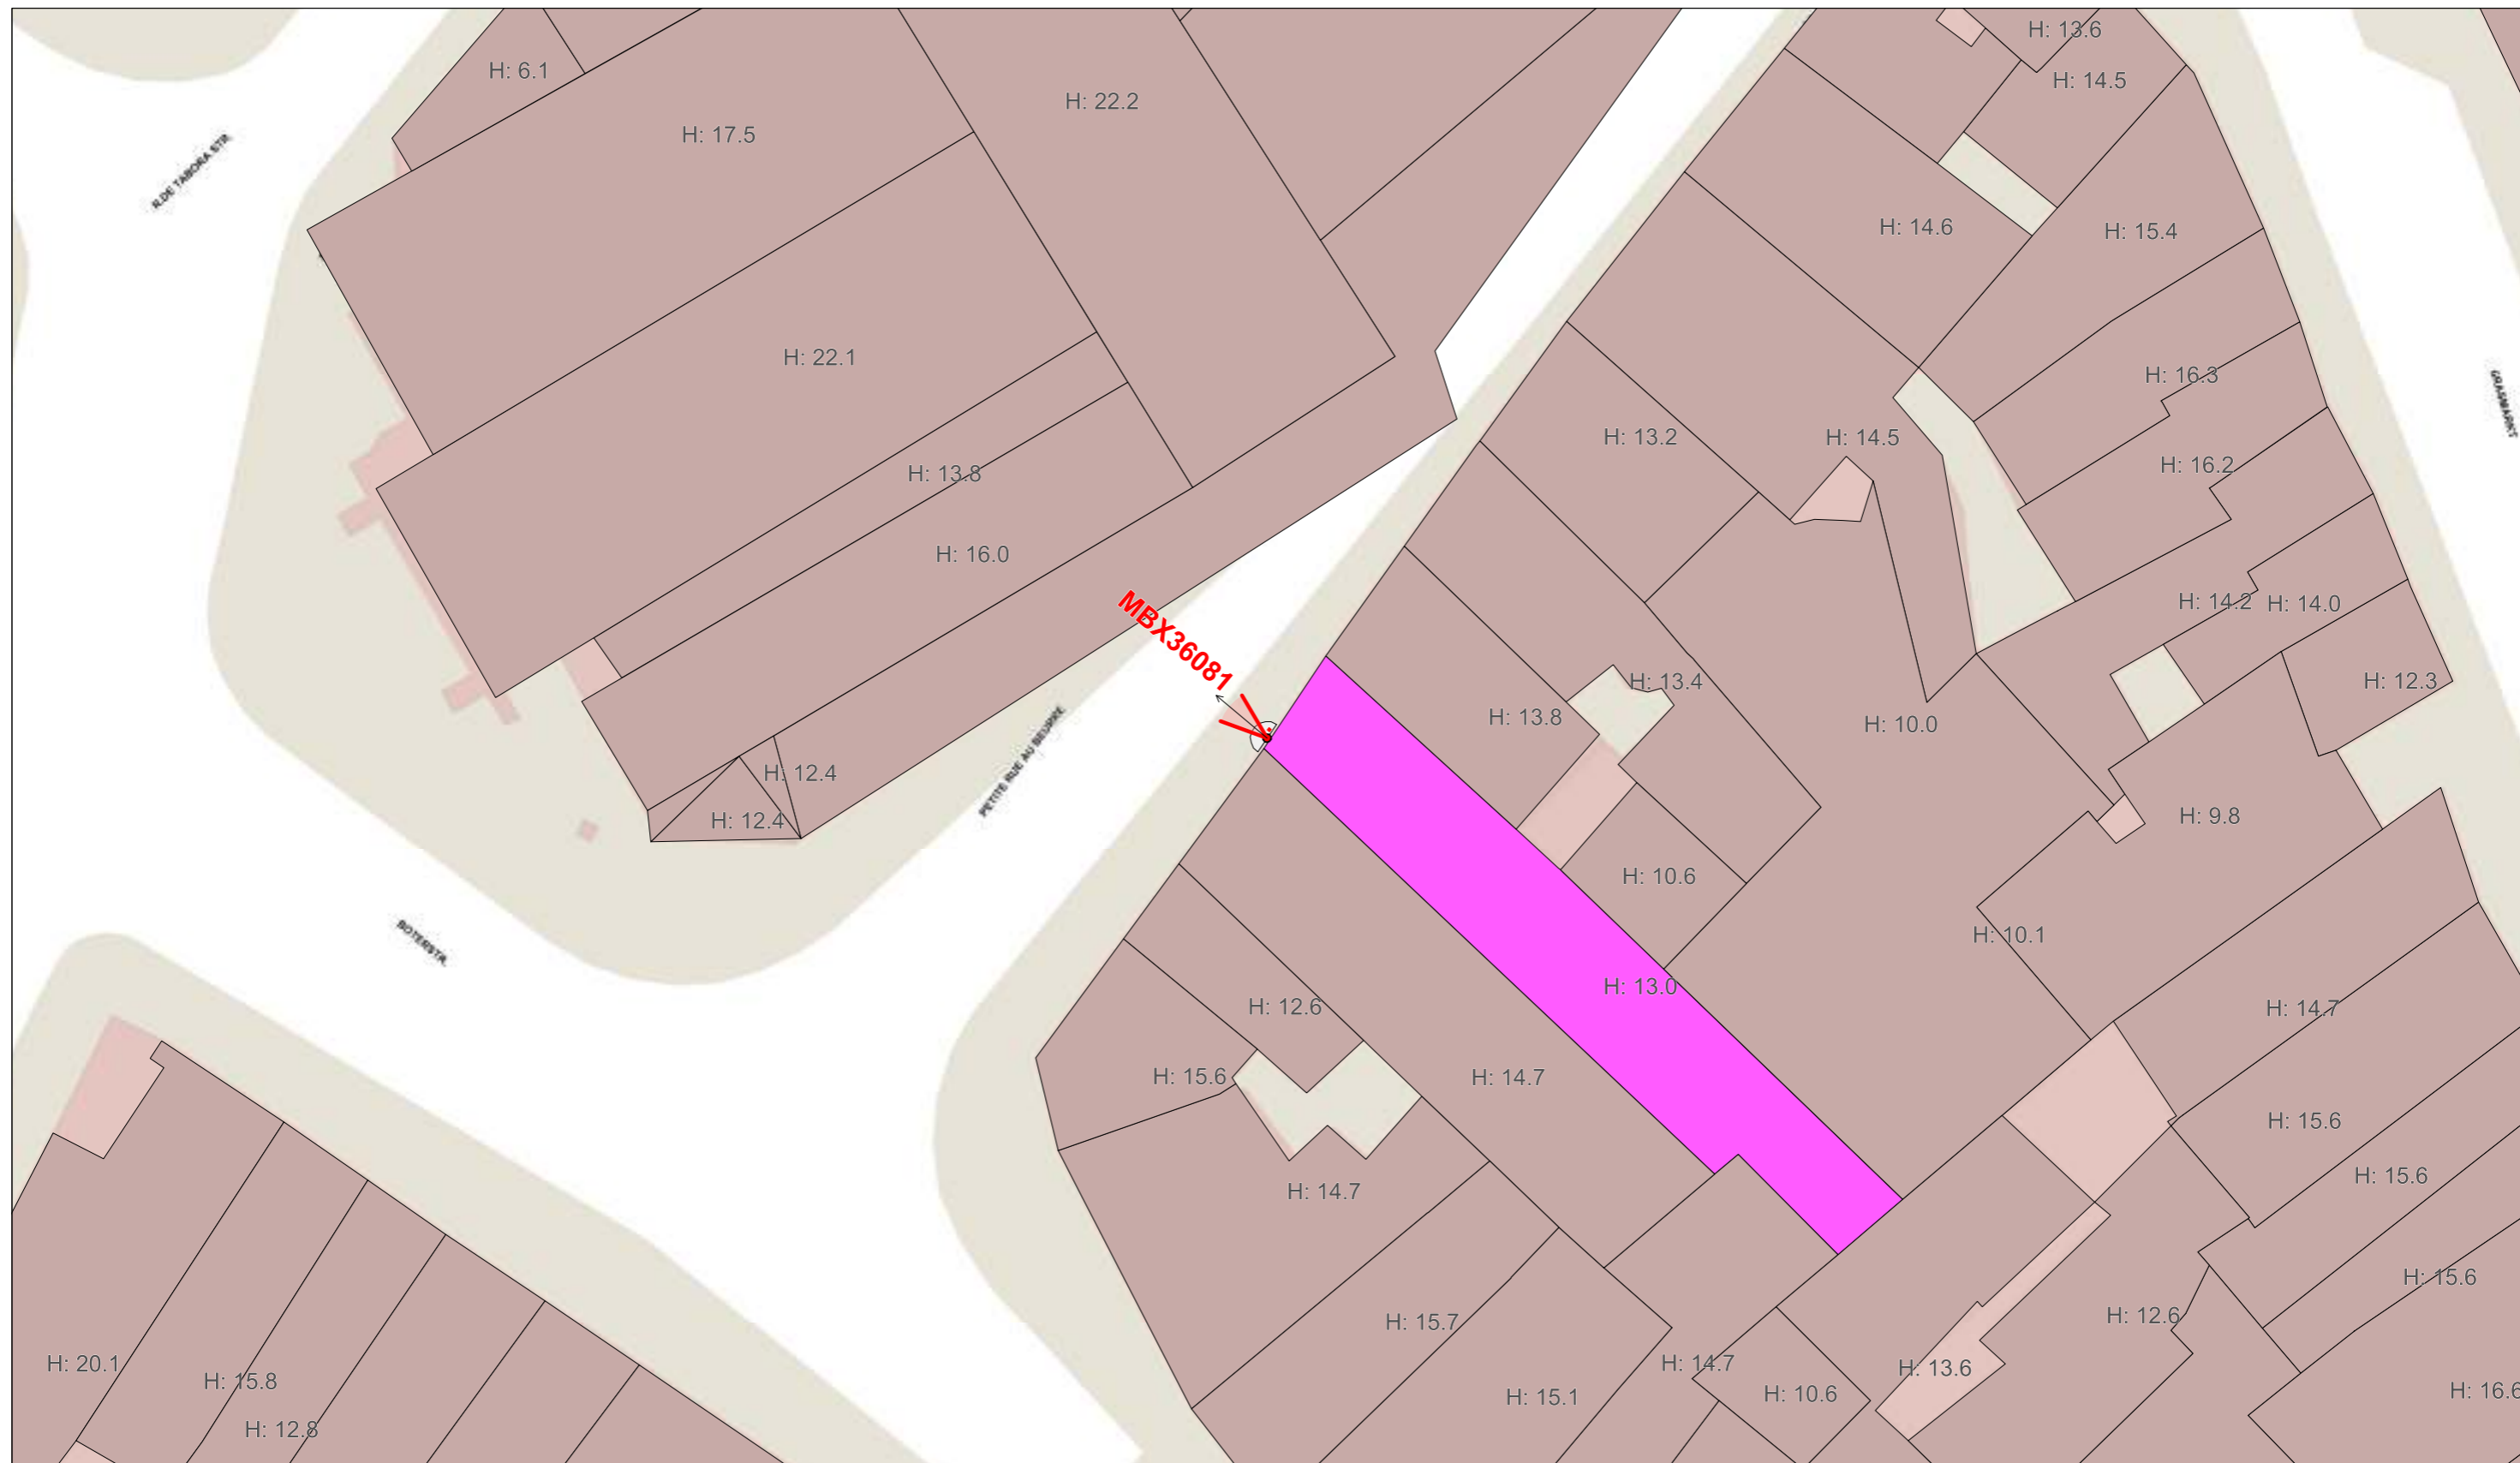 H: 13.6
H: 6.1
H: 14.5
H: 22.2
H: 17.5
R.DE TABORA STR.
H: 14.6
H: 15.4
H: 22.1
H: 16.3
GRASMARKT
H: 13.2
H: 14.5
H: 16.2
H: 13.8
H: 16.0
H: 14.2
H: 14.0
MBX36081
H: 13.4
H: 12.3
H: 13.8
H: 10.0
PETITE RUE AU BEURRE
H: 12.4
H: 12.4
H: 9.8
H: 10.6
H: 10.1
BOTERSTR.
H: 13.0
H: 12.6
H: 14.7
H: 15.6
H: 14.7
H: 15.6
H: 15.6
H: 14.7
H: 15.6
H: 12.6
H: 15.7
H: 20.1
H: 14.7
H: 13.6
H: 15.8
H: 10.6
H: 15.1
H: 16.6
H: 12.8